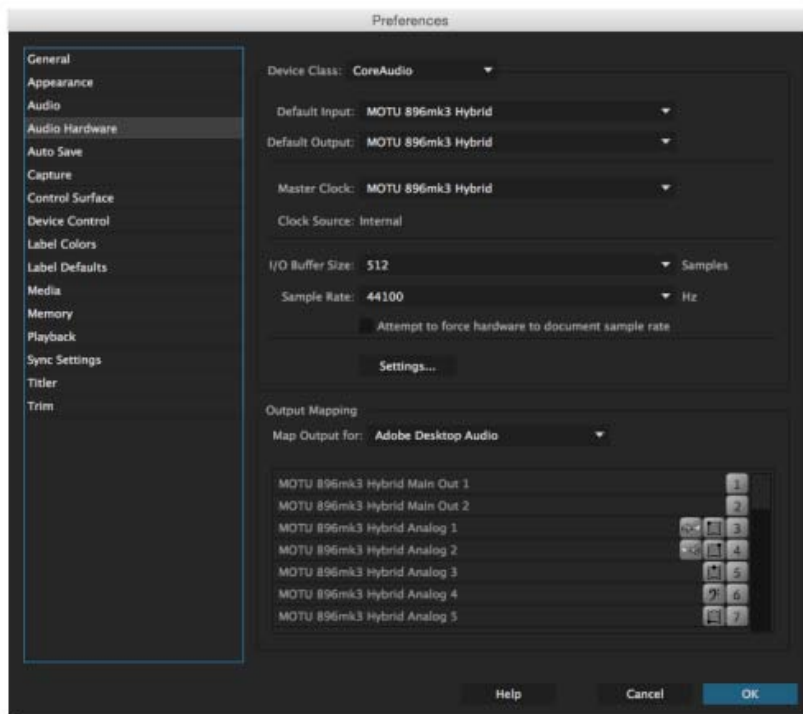 Preferences
General
Appearance
Audio
Audio Hardware
Auto Save
Capture
Control Surface
Device Control
Label Colors
Label Defaults
Media
Memory
Playback
Sync Settings
Titler
Trim
Device Class: CoreAudio
Default Input: MOTU 896mk3 Hybrid
Default Output: MOTU 896mk3 Hybrid
Master Clock: MOTU 896mk3 Hybrid
Clock Source: Internal
I/O Buffer Size: 512 Samples
Sample Rate: 44100 Hz
Attempt to force hardware to document sample rate
Settings...
Output Mapping
Map Output for: Adobe Desktop Audio
MOTU 896mk3 Hybrid Main Out 1 1
MOTU 896mk3 Hybrid Main Out 2 2
MOTU 896mk3 Hybrid Analog 1 3
MOTU 896mk3 Hybrid Analog 2 4
MOTU 896mk3 Hybrid Analog 3 5
MOTU 896mk3 Hybrid Analog 4 6
MOTU 896mk3 Hybrid Analog 5 7
Help Cancel OK